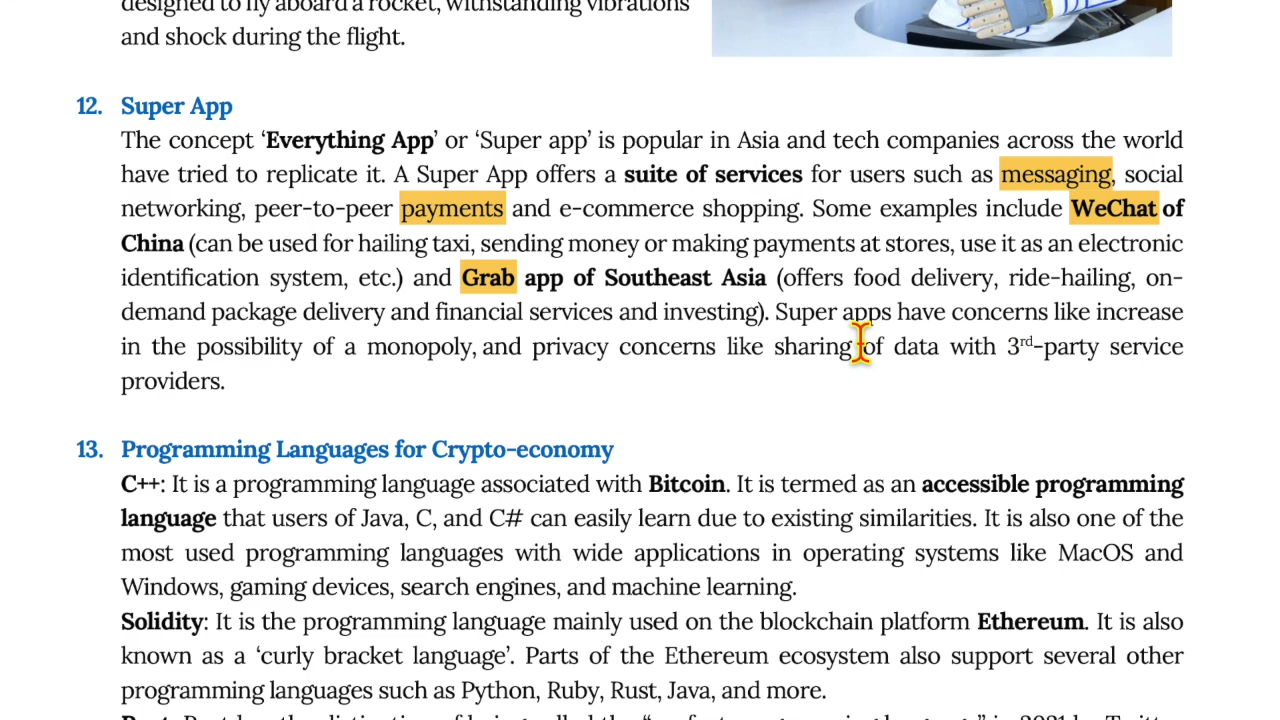 designed to fly aboard a rocket, withstanding vibrations
and shock during the flight.
12. Super App
The concept ‘Everything App’ or ‘Super app’ is popular in Asia and tech companies across the world
have tried to replicate it. A Super App offers a suite of services for users such as messaging, social
networking, peer-to-peer payments and e-commerce shopping. Some examples include WeChat of
China (can be used for hailing taxi, sending money or making payments at stores, use it as an electronic
identification system, etc.) and Grab app of Southeast Asia (offers food delivery, ride-hailing, on-
demand package delivery and financial services and investing). Super apps have concerns like increase
in the possibility of a monopoly, and privacy concerns like sharing of data with 3rd-party service
providers.
13. Programming Languages for Crypto-economy
C++: It is a programming language associated with Bitcoin. It is termed as an accessible programming
language that users of Java, C, and C# can easily learn due to existing similarities. It is also one of the
most used programming languages with wide applications in operating systems like MacOS and
Windows, gaming devices, search engines, and machine learning.
Solidity: It is the programming language mainly used on the blockchain platform Ethereum. It is also
known as a ‘curly bracket language’. Parts of the Ethereum ecosystem also support several other
programming languages such as Python, Ruby, Rust, Java, and more.